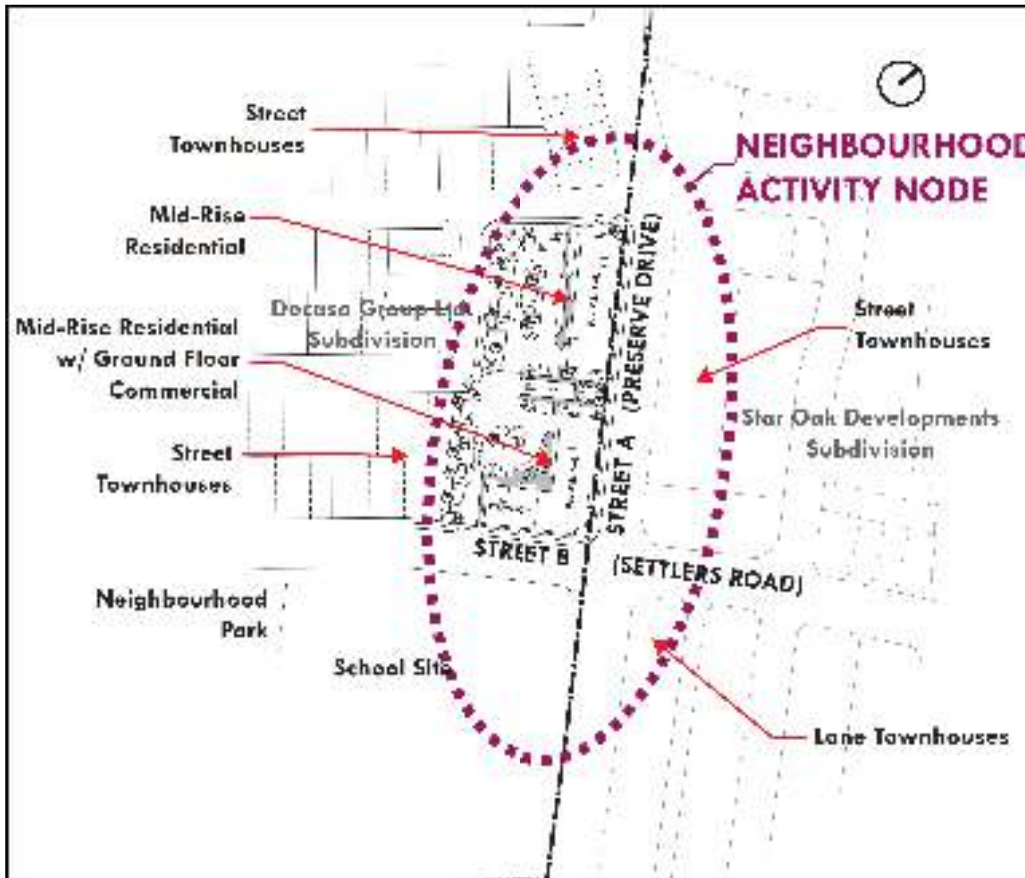 Street
Townhouses
NEIGHBOURHOOD
ACTIVITY NODE
Mid-Rise
Residential
STREET A (PRESERVE DRIVE)
Docasa Group Ltd.
Subdivision
Mid-Rise Residential
w/ Ground Floor
Commercial
Street
Townhouses
Star Oak Developments
Subdivision
Street
Townhouses
STREET B
(SETTLERS ROAD)
Neighbourhood
Park
School Site
Lane Townhouses